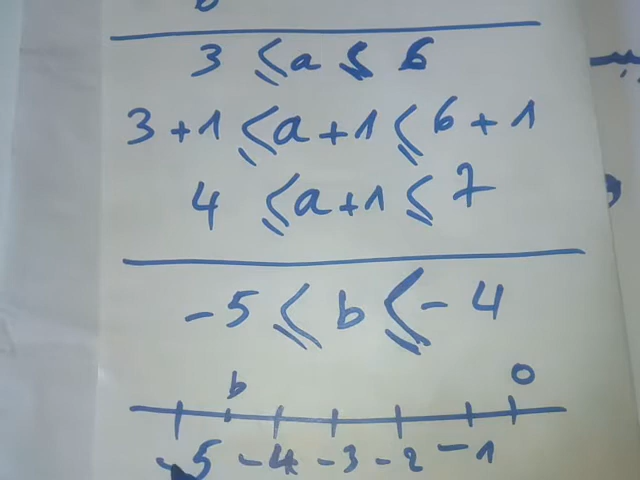 3 ≤ a ≤ 6
3 + 1 ≤ a + 1 ≤ 6 + 1
4 ≤ a + 1 ≤ 7
- 5 ≤ b ≤ - 4
b 0
- 5 - 4 - 3 - 2 - 1